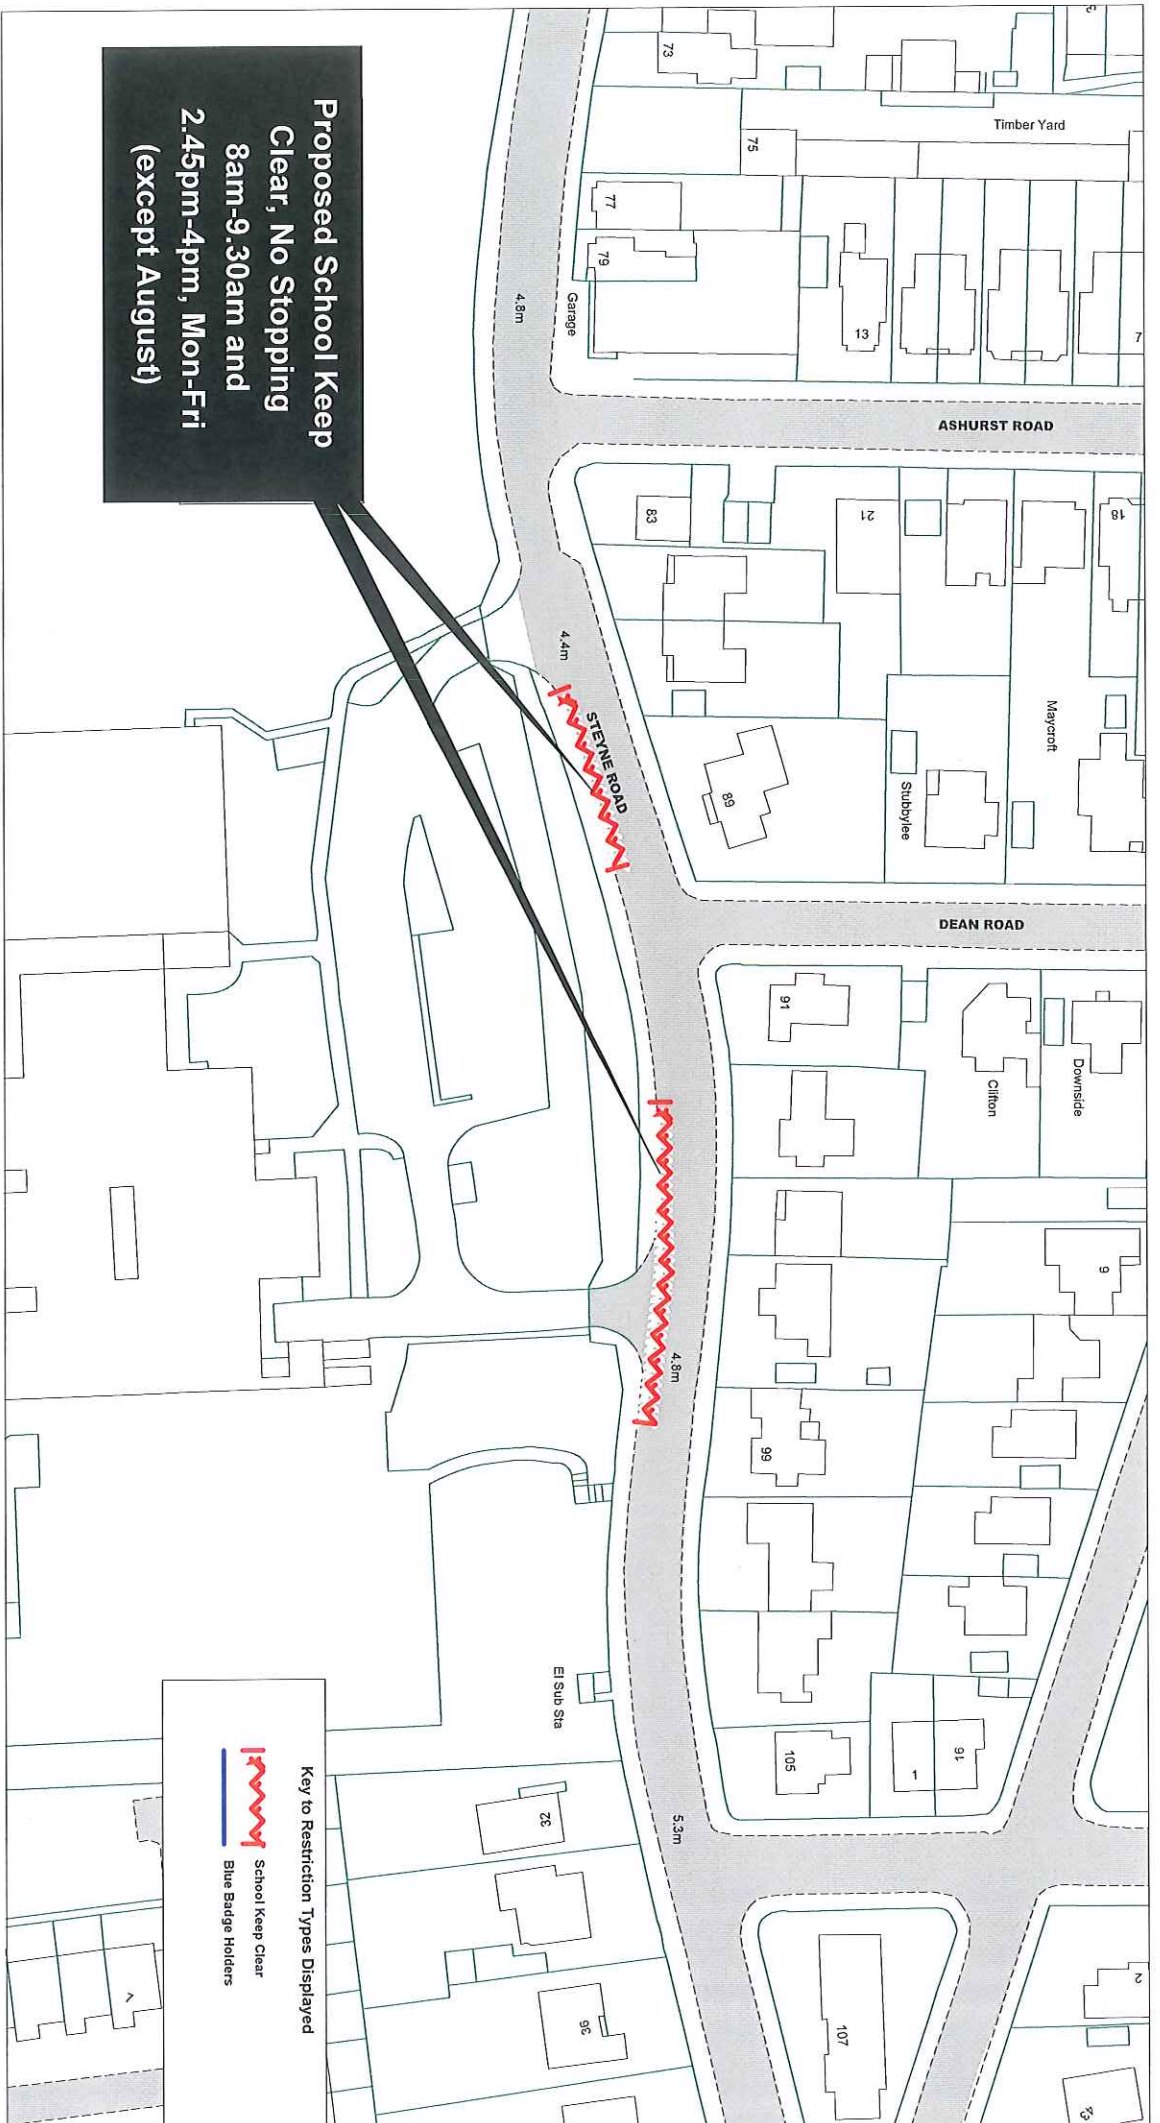 Proposed School Keep
Clear, No Stopping
8am-9.30am and
2.45pm-4pm, Mon-Fri
(except August)
73
Timber Yard
75
77
79
Garage
4.8m
13
7
ASHURST ROAD
83
21
18
4.4m
STEYNE ROAD
Maycroft
Stubbylee
89
DEAN ROAD
91
Clifton
Downside
9
4.8m
99
El Sub Sta
105
1
16
5.3m
32
36
107
2
Key to Restriction Types Displayed
School Keep Clear
Blue Badge Holders